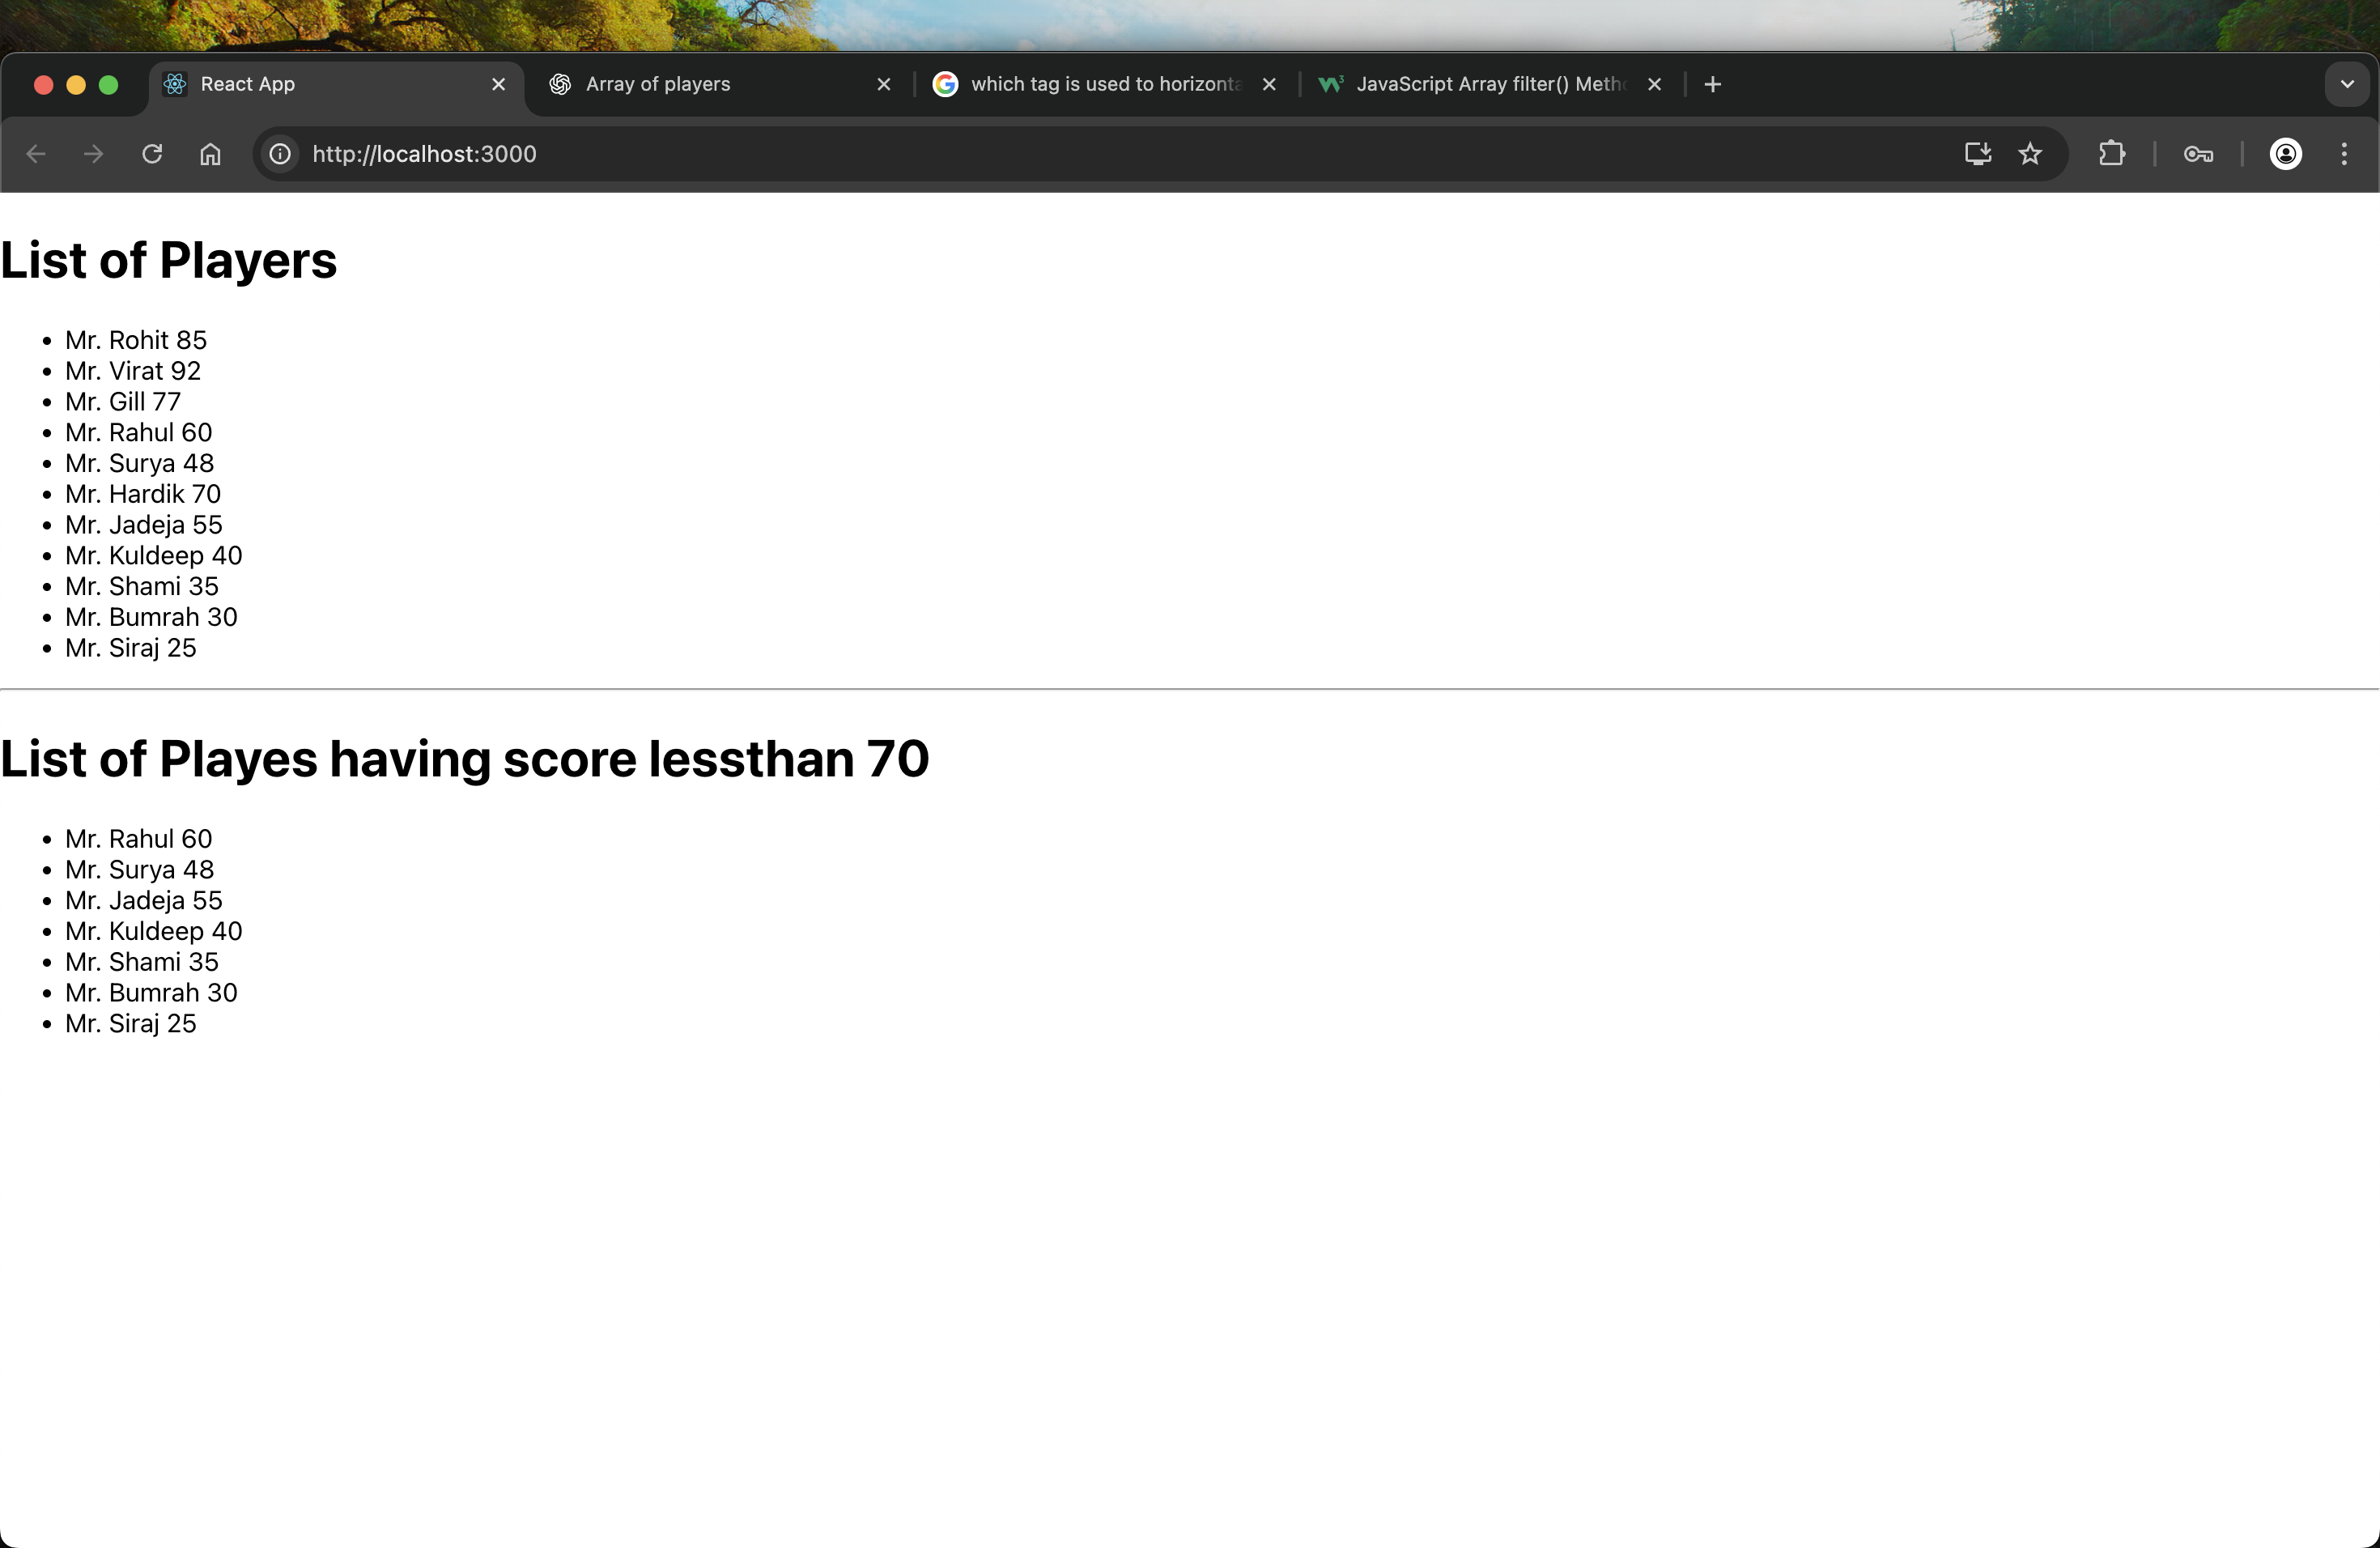 React App
Array of players
which tag is used to horizonta
JavaScript Array filter() Meth
http://localhost:3000
List of Players
Mr. Rohit 85
Mr. Virat 92
Mr. Gill 77
Mr. Rahul 60
Mr. Surya 48
Mr. Hardik 70
Mr. Jadeja 55
Mr. Kuldeep 40
Mr. Shami 35
Mr. Bumrah 30
Mr. Siraj 25
List of Playes having score lessthan 70
Mr. Rahul 60
Mr. Surya 48
Mr. Jadeja 55
Mr. Kuldeep 40
Mr. Shami 35
Mr. Bumrah 30
Mr. Siraj 25